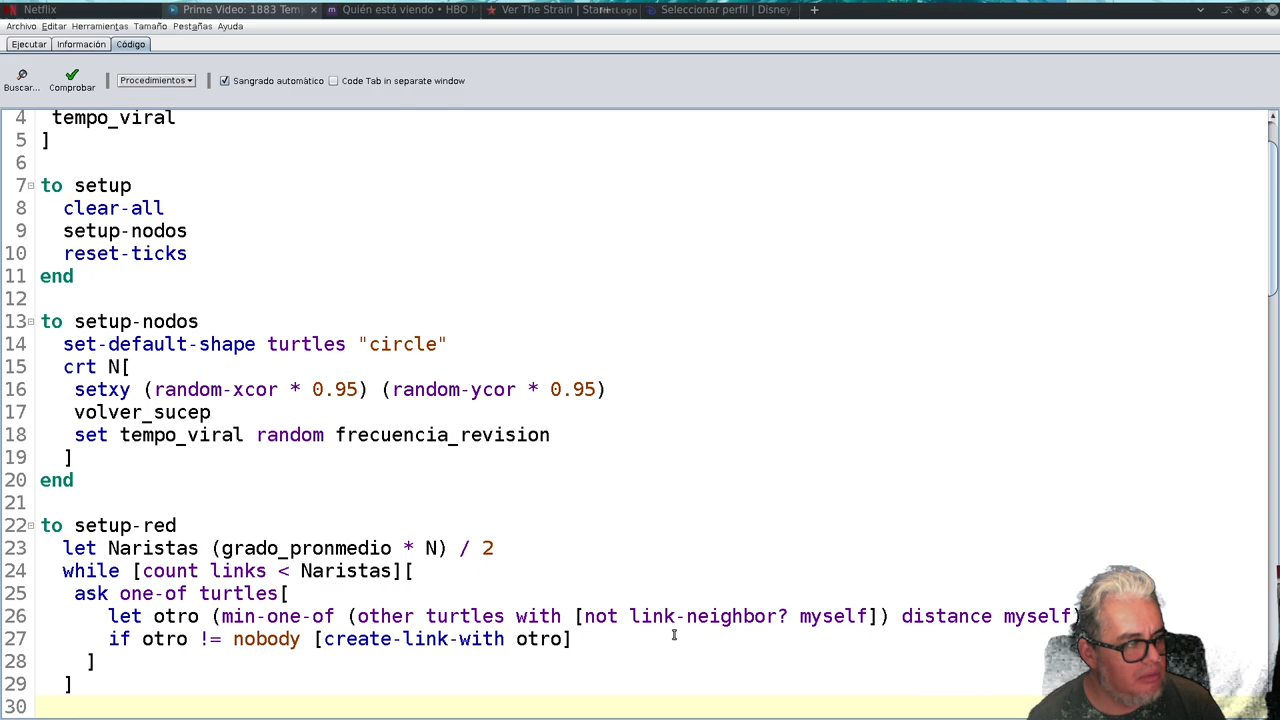 Netflix
Prime Video: 1883 Tem
Quién está viendo • HBO M
Ver The Strain | Star+
Seleccionar perfil | Disney
Archivo Editar Herramientas Tamaño Pestañas Ayuda
Ejecutar Información Código
Buscar... Comprobar Procedimientos Sangrado automático Code Tab in separate window
4 tempo_viral
5 ]
6
7 to setup
8 clear-all
9 setup-nodos
10 reset-ticks
11 end
12
13 to setup-nodos
14 set-default-shape turtles "circle"
15 crt N[
16 setxy (random-xcor * 0.95) (random-ycor * 0.95)
17 volver_sucep
18 set tempo_viral random frecuencia_revision
19 ]
20 end
21
22 to setup-red
23 let Naristas (grado_pronmedio * N) / 2
24 while [count links < Naristas][
25 ask one-of turtles[
26 let otro (min-one-of (other turtles with [not link-neighbor? myself]) distance myself)
27 if otro != nobody [create-link-with otro]
28 ]
29 ]
30